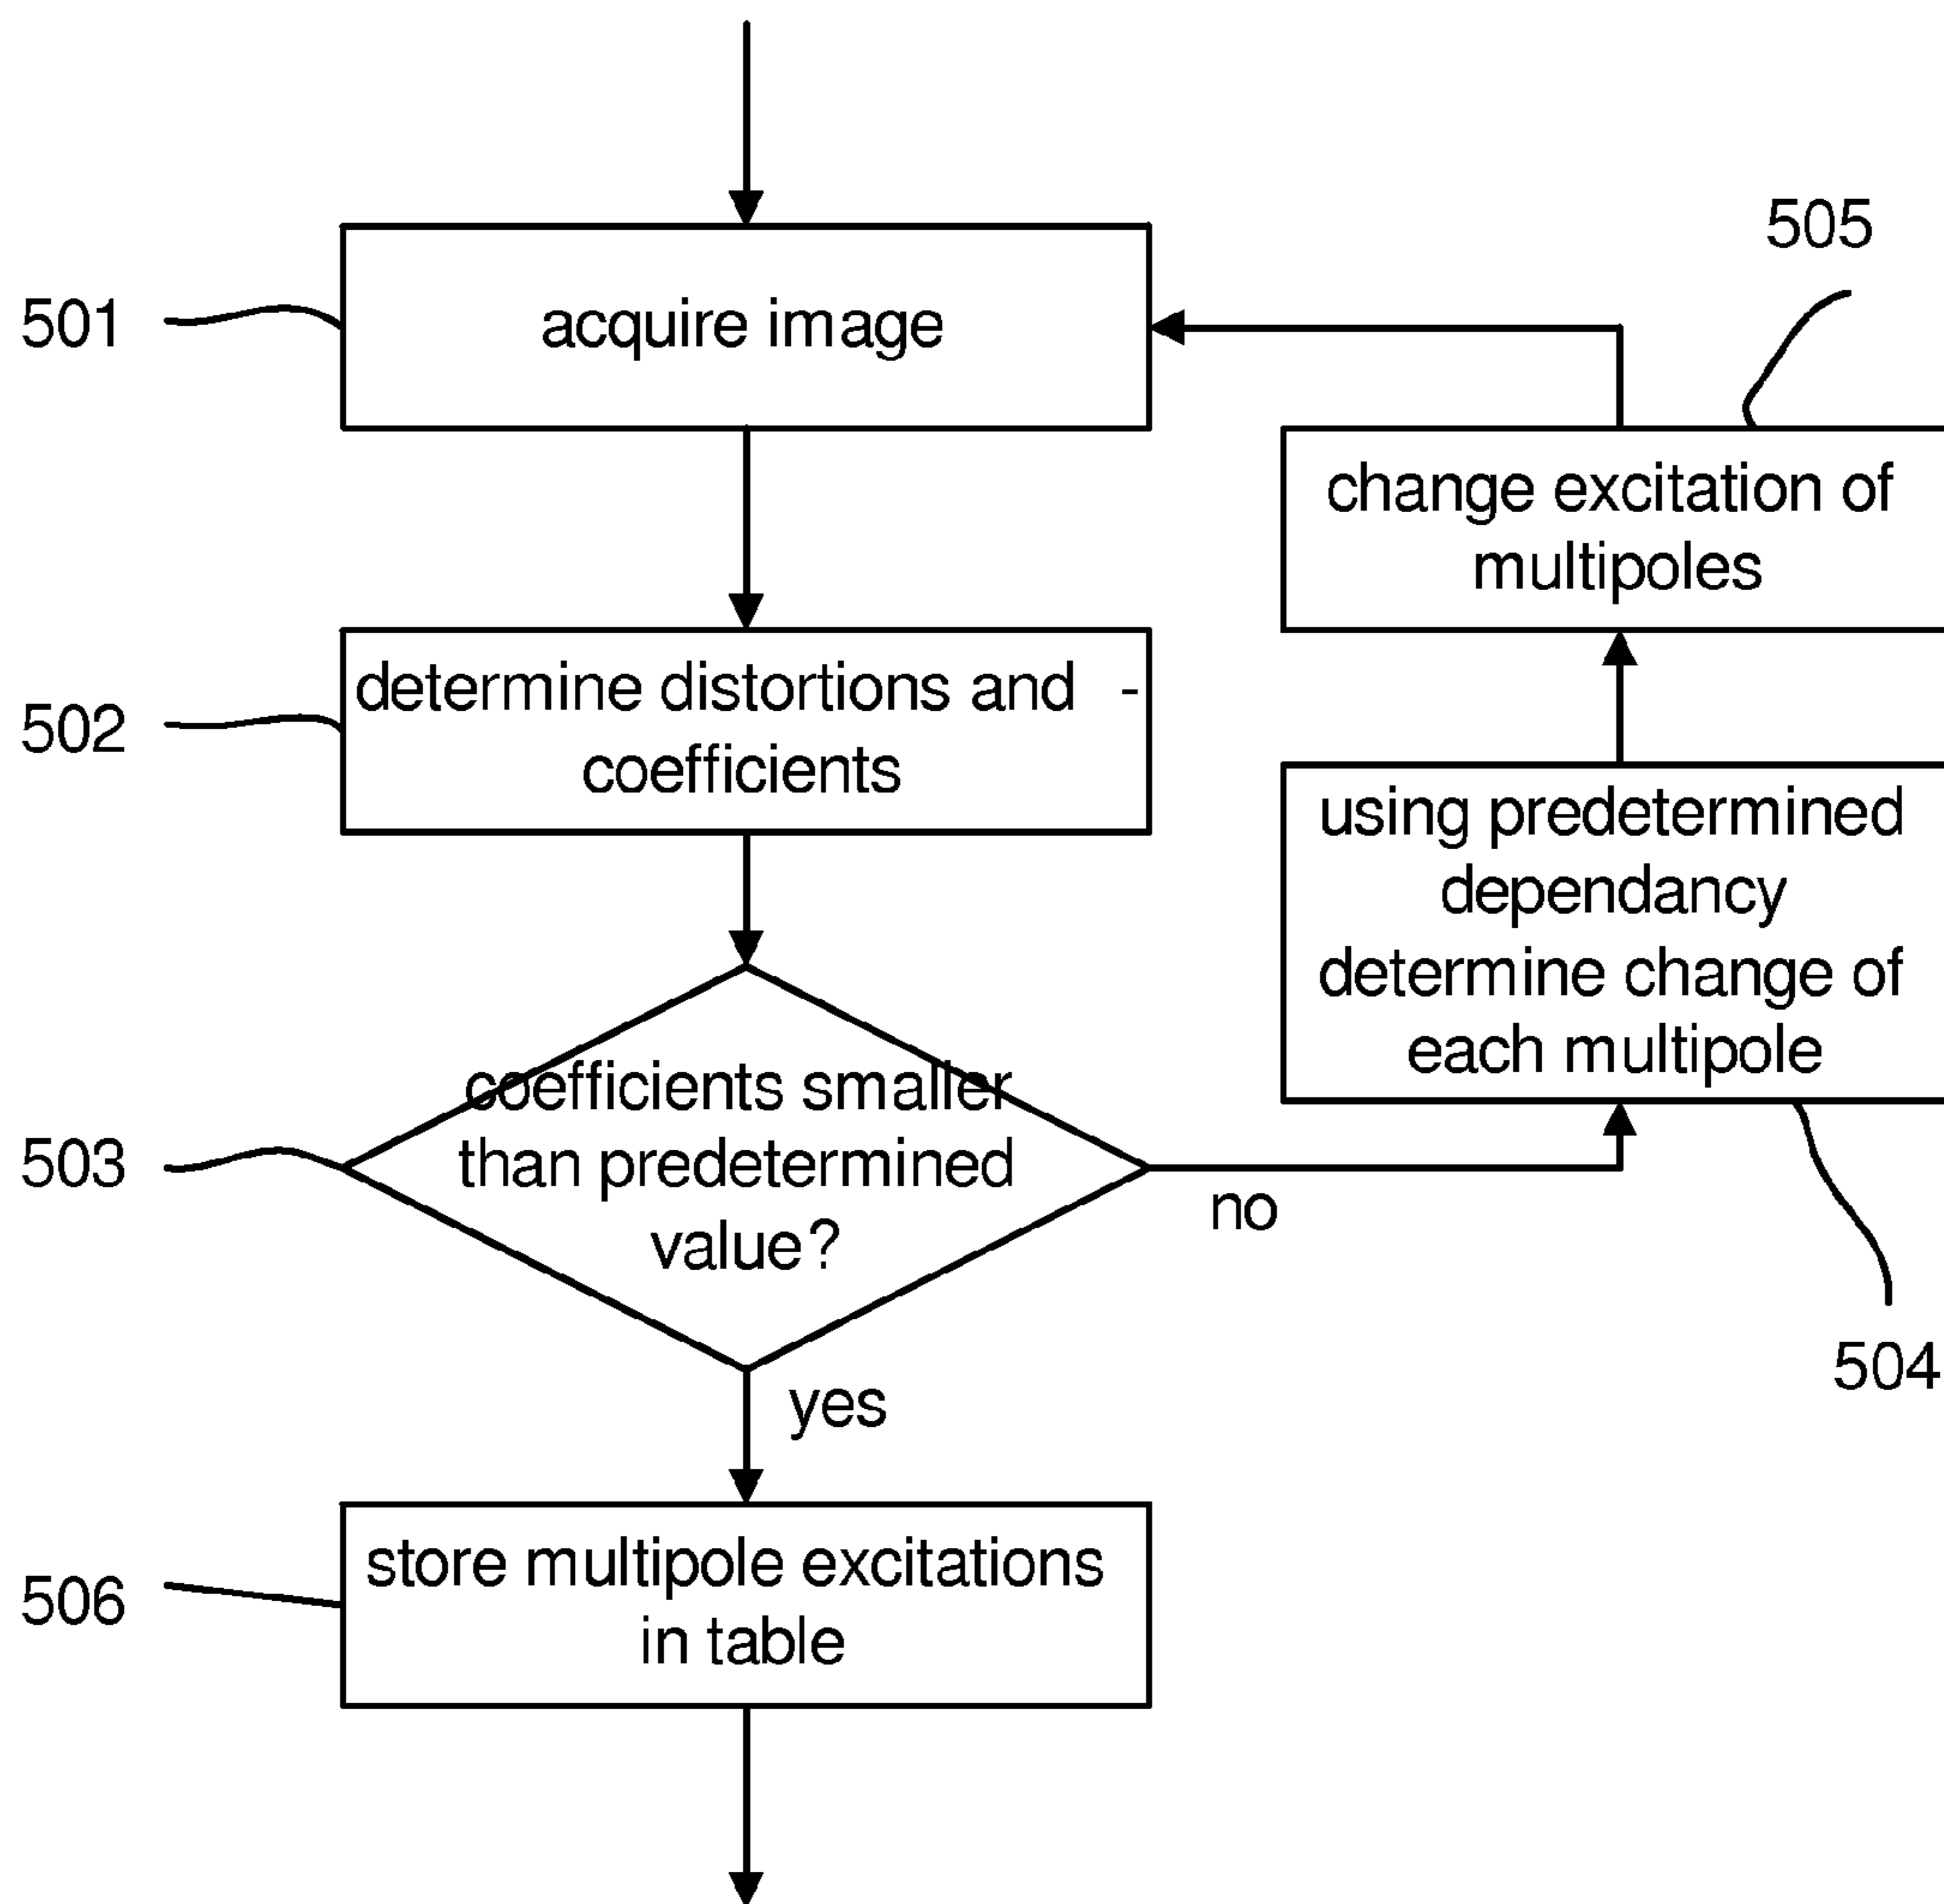 505
501
acquire image
change excitation of
multipoles
502
determine distortions and -
coefficients
using predetermined
dependancy
determine change of
each multipole
503
coefficients smaller
than predetermined
value?
no
504
yes
506
store multipole excitations
in table